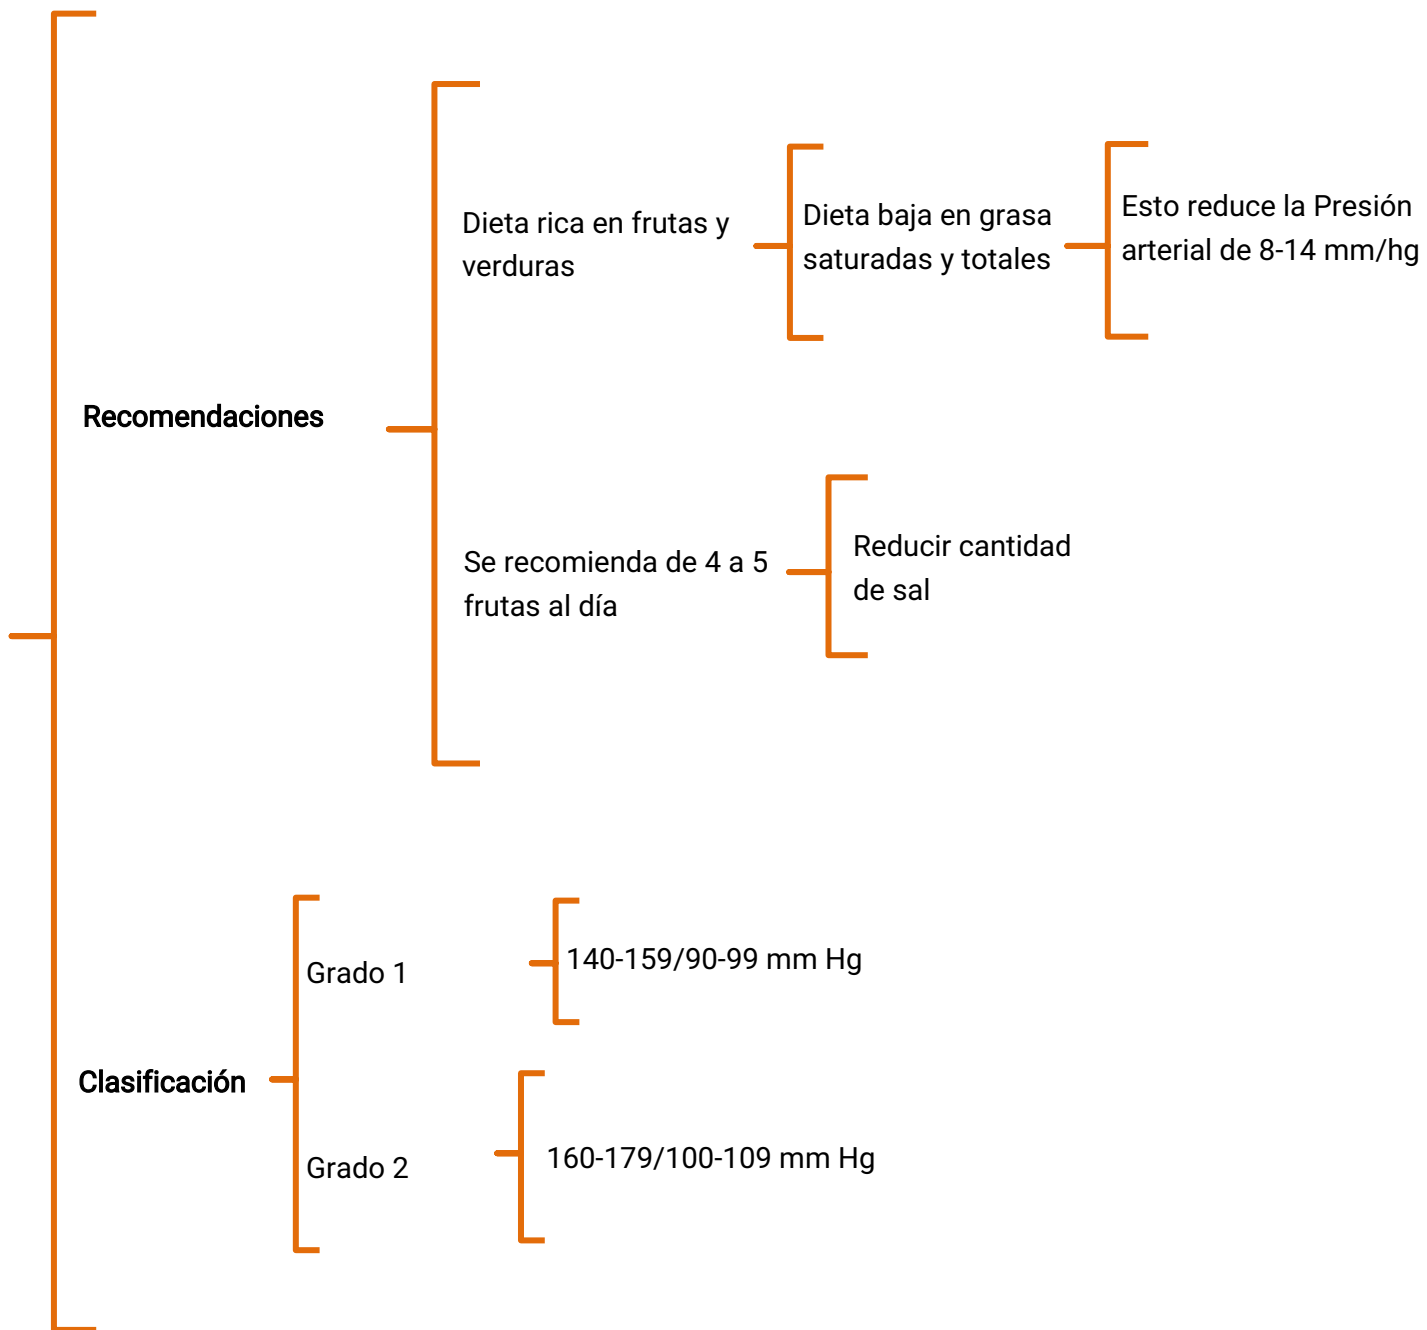 Recomendaciones
Dieta rica en frutas y
verduras
Dieta baja en grasa
saturadas y totales
Esto reduce la Presión
arterial de 8-14 mm/hg
Se recomienda de 4 a 5
frutas al día
Reducir cantidad
de sal
Clasificación
Grado 1
140-159/90-99 mm Hg
Grado 2
160-179/100-109 mm Hg